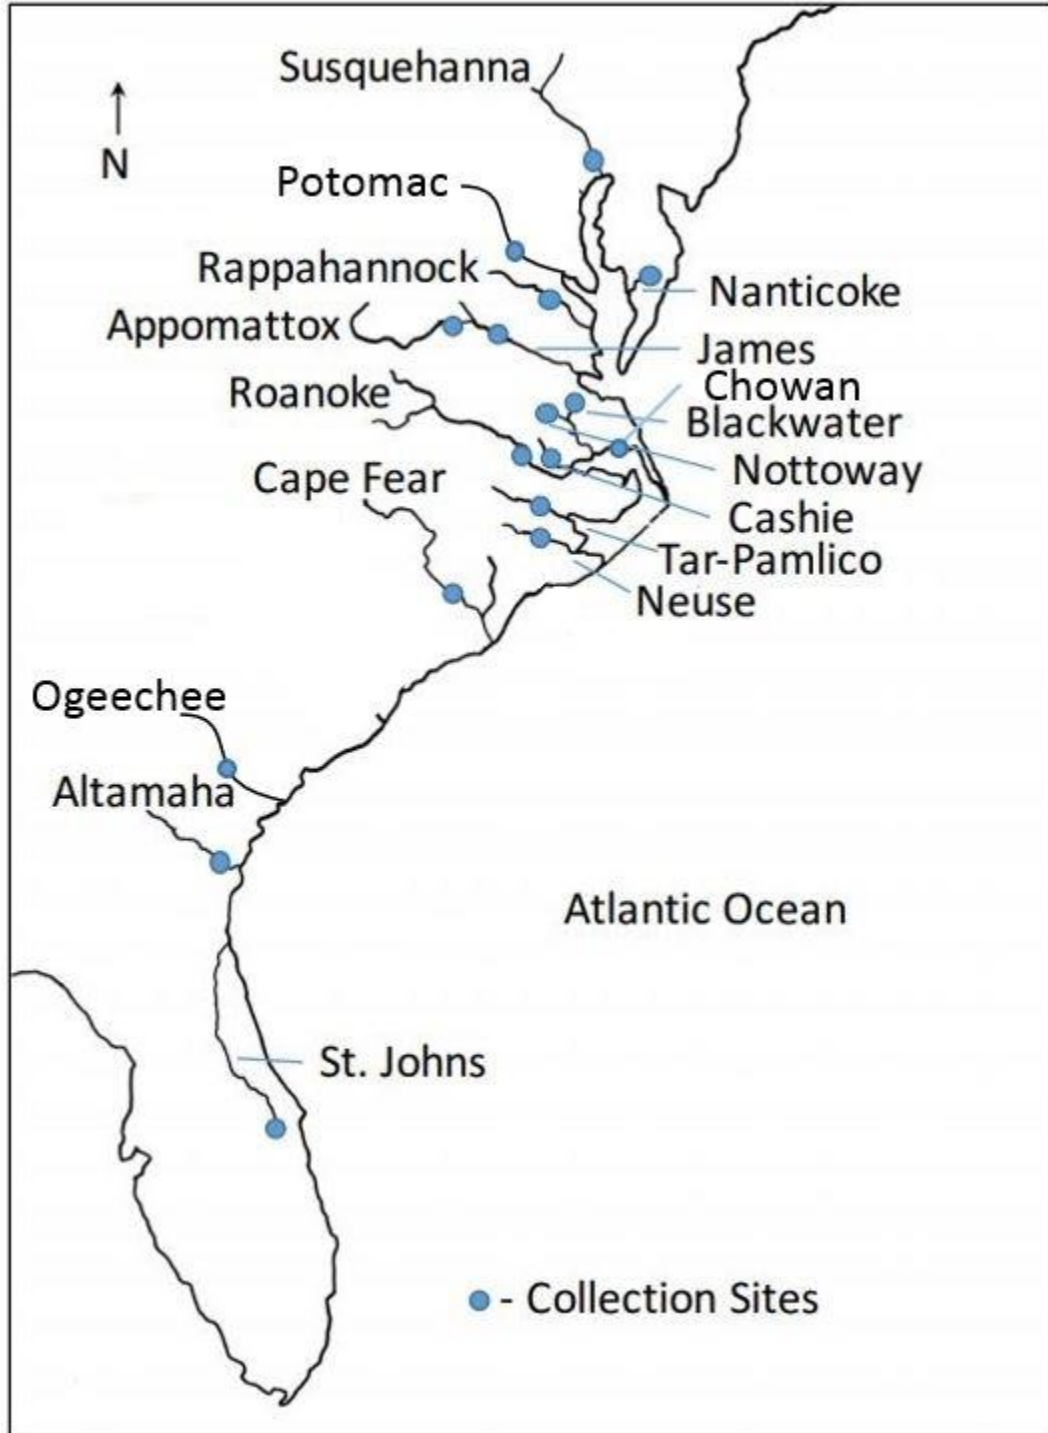 Susquehanna
N
Potomac
Rappahannock
Nanticoke
Appomattox
James
Chowan
Roanoke
Blackwater
Nottoway
Cape Fear
Cashie
Tar-Pamlico
Neuse
Ogeechee
Altamaha
Atlantic Ocean
St. Johns
- Collection Sites